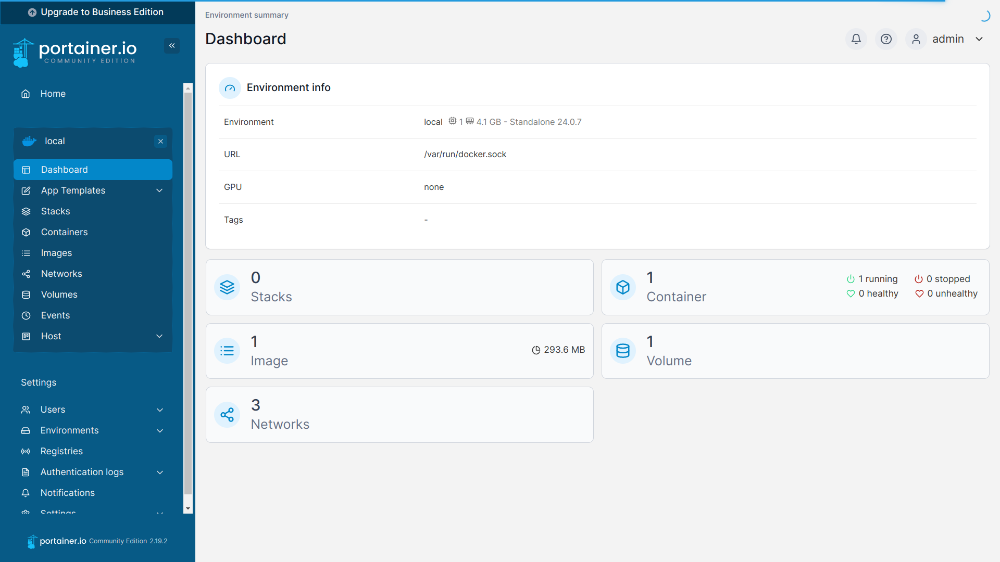 Upgrade to Business Edition
portainer.io
COMMUNITY EDITION
Home
local
Dashboard
App Templates
Stacks
Containers
Images
Networks
Volumes
Events
Host
Settings
Users
Environments
Registries
Authentication logs
Notifications
Settings
portainer.io Community Edition 2.19.2
Environment summary
Dashboard
admin
Environment info
Environment local 1 4.1 GB - Standalone 24.0.7
URL /var/run/docker.sock
GPU none
Tags -
0
Stacks
1
Container
1 running 0 stopped
0 healthy 0 unhealthy
1
Image
293.6 MB
1
Volume
3
Networks